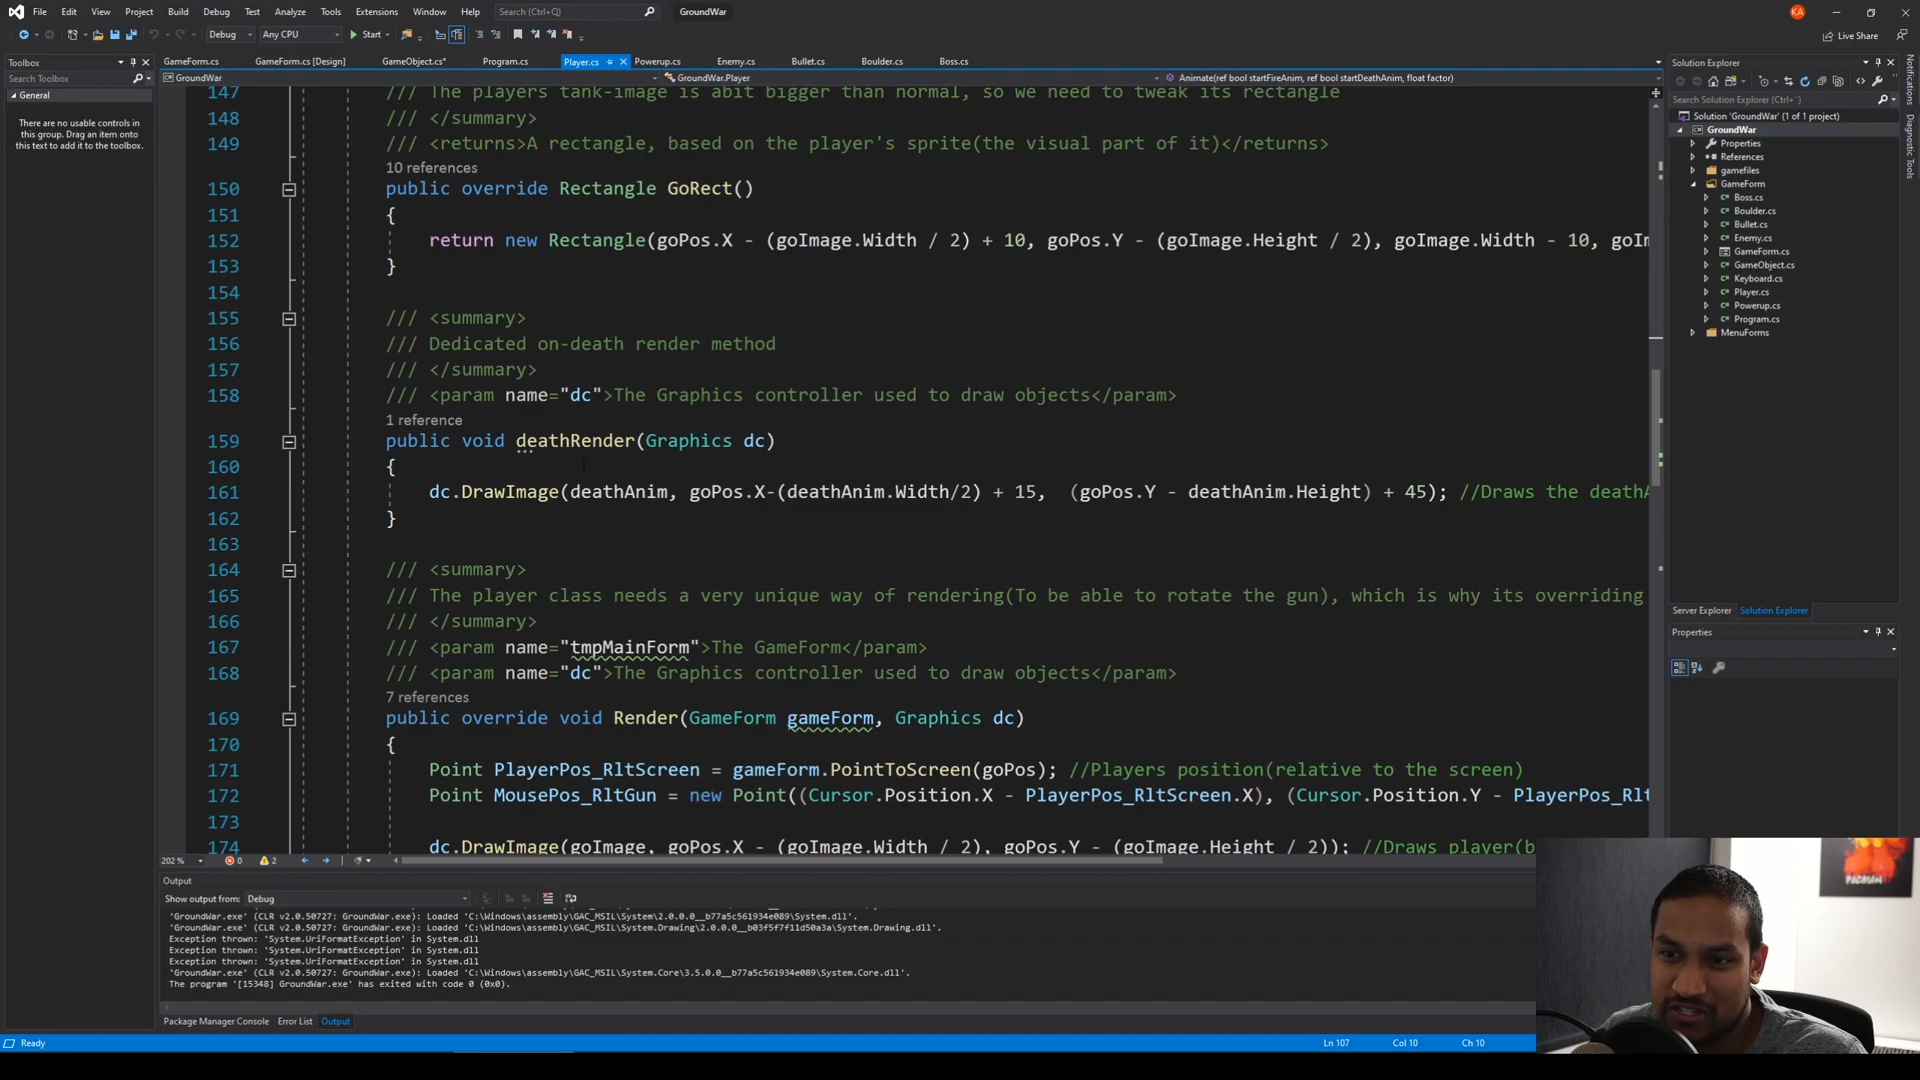 File Edit View Project Build Debug Test Analyze Tools Extensions Window Help Search (Ctrl+Q) GroundWar KA
Debug Any CPU Start Live Share
Toolbox
Search Toolbox
General
There are no usable controls in
this group. Drag an item onto
this text to add it to the toolbox.
GameForm.cs GameForm.cs [Design] GameObject.cs* Program.cs Player.cs Powerup.cs Enemy.cs Bullet.cs Boulder.cs Boss.cs
GroundWar GroundWar.Player Animate(ref bool startFireAnim, ref bool startDeathAnim, float factor)
147 /// The players tank-image is abit bigger than normal, so we need to tweak its rectangle
148 /// </summary>
149 /// <returns>A rectangle, based on the player's sprite(the visual part of it)</returns>
10 references
150 public override Rectangle GoRect()
151 {
152 return new Rectangle(goPos.X - (goImage.Width / 2) + 10, goPos.Y - (goImage.Height / 2), goImage.Width - 10, goIm
153 }
154
155 /// <summary>
156 /// Dedicated on-death render method
157 /// </summary>
158 /// <param name="dc">The Graphics controller used to draw objects</param>
1 reference
159 public void deathRender(Graphics dc)
160 {
161 dc.DrawImage(deathAnim, goPos.X-(deathAnim.Width/2) + 15, (goPos.Y - deathAnim.Height) + 45); //Draws the deathA
162 }
163
164 /// <summary>
165 /// The player class needs a very unique way of rendering(To be able to rotate the gun), which is why its overriding
166 /// </summary>
167 /// <param name="tmpMainForm">The GameForm</param>
168 /// <param name="dc">The Graphics controller used to draw objects</param>
7 references
169 public override void Render(GameForm gameForm, Graphics dc)
170 {
171 Point PlayerPos_RltScreen = gameForm.PointToScreen(goPos); //Players position(relative to the screen)
172 Point MousePos_RltGun = new Point((Cursor.Position.X - PlayerPos_RltScreen.X), (Cursor.Position.Y - PlayerPos_Rlt
173
174 dc.DrawImage(goImage, goPos.X - (goImage.Width / 2), goPos.Y - (goImage.Height / 2)); //Draws player(b
202 % 0 2
Output
Show output from: Debug
'GroundWar.exe' (CLR v2.0.50727: GroundWar.exe): Loaded 'C:\Windows\assembly\GAC_MSIL\System\2.0.0.0__b77a5c561934e089\System.dll'.
'GroundWar.exe' (CLR v2.0.50727: GroundWar.exe): Loaded 'C:\Windows\assembly\GAC_MSIL\System.Drawing\2.0.0.0__b03f5f7f11d50a3a\System.Drawing.dll'.
Exception thrown: 'System.UriFormatException' in System.dll
Exception thrown: 'System.UriFormatException' in System.dll
Exception thrown: 'System.UriFormatException' in System.dll
'GroundWar.exe' (CLR v2.0.50727: GroundWar.exe): Loaded 'C:\Windows\assembly\GAC_MSIL\System.Core\3.5.0.0__b77a5c561934e089\System.Core.dll'.
The program '[15348] GroundWar.exe' has exited with code 0 (0x0).
Package Manager Console Error List Output
Ready Ln 107 Col 10 Ch 10
Solution Explorer
Search Solution Explorer (Ctrl+¨)
Solution 'GroundWar' (1 of 1 project)
GroundWar
Properties
References
gamefiles
GameForm
Boss.cs
Boulder.cs
Bullet.cs
Enemy.cs
GameForm.cs
GameObject.cs
Keyboard.cs
Player.cs
Powerup.cs
Program.cs
MenuForms
Server Explorer Solution Explorer
Properties
Notifications
Diagnostic Tools